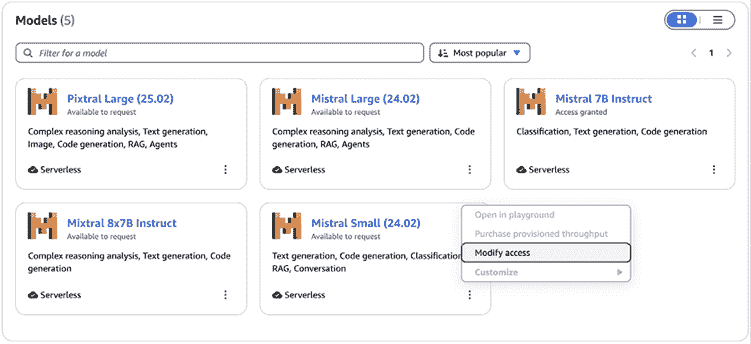 Models (5)
Filter for a model
Most popular
1
Pixtral Large (25.02)
Available to request
Complex reasoning analysis, Text generation,
Image, Code generation, RAG, Agents
Serverless
Mistral Large (24.02)
Available to request
Complex reasoning analysis, Text generation, Code
generation, RAG, Agents
Serverless
Mistral 7B Instruct
Access granted
Classification, Text generation, Code generation
Serverless
Mixtral 8x7B Instruct
Available to request
Complex reasoning analysis, Text generation, Code
generation
Serverless
Mistral Small (24.02)
Available to request
Text generation, Code generation, Classification
RAG, Conversation
Serverless
Open in playground
Purchase provisioned throughput
Modify access
Customize